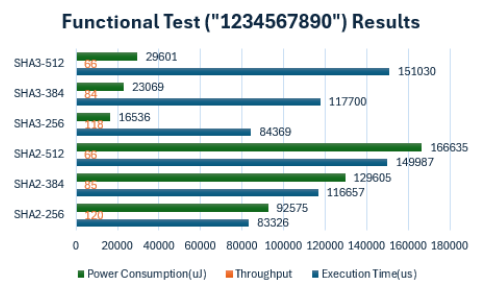 Functional Test ("1234567890") Results
SHA3-512
29601
66
151030
SHA3-384
23069
84
117700
SHA3-256
16536
118
84369
SHA2-512
166635
66
149987
SHA2-384
129605
85
116657
SHA2-256
92575
120
83326
0 20000 40000 60000 80000 100000 120000 140000 160000 180000
Power Consumption(uJ) Throughput Execution Time(us)